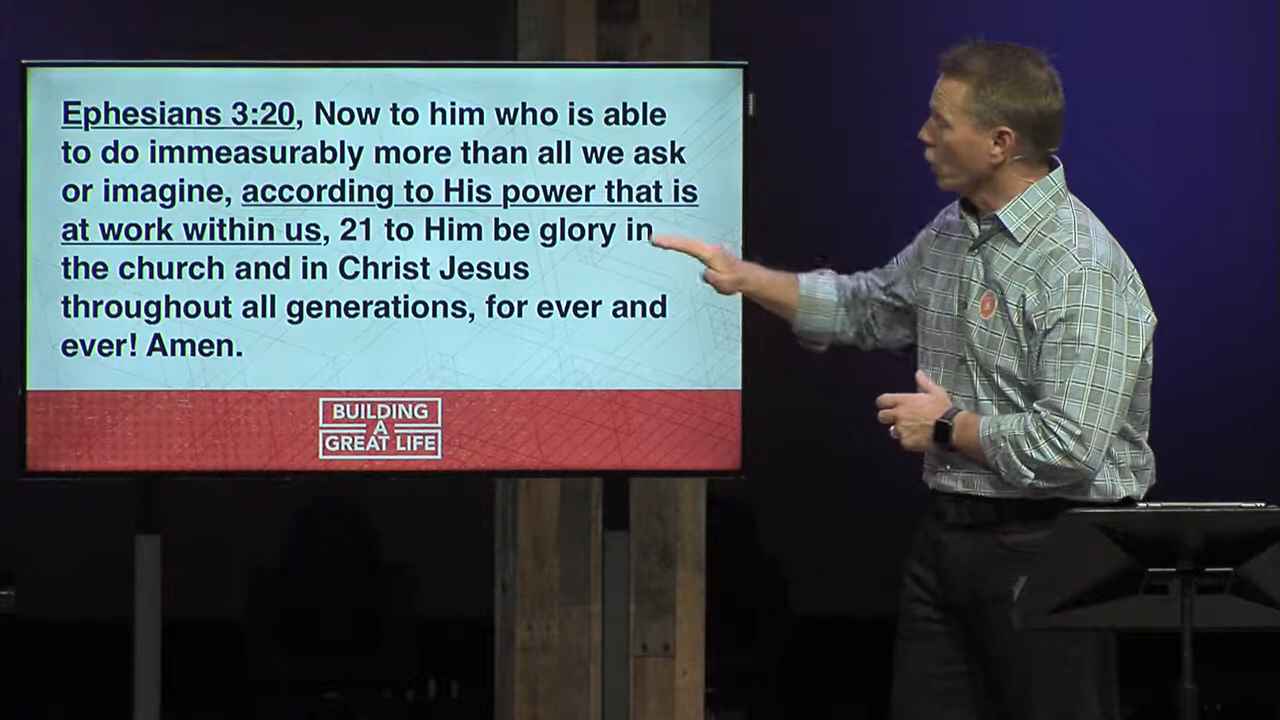 Ephesians 3:20, Now to him who is able
to do immeasurably more than all we ask
or imagine, according to His power that is
at work within us, 21 to Him be glory in
the church and in Christ Jesus
throughout all generations, for ever and
ever! Amen.
BUILDING
A
GREAT LIFE